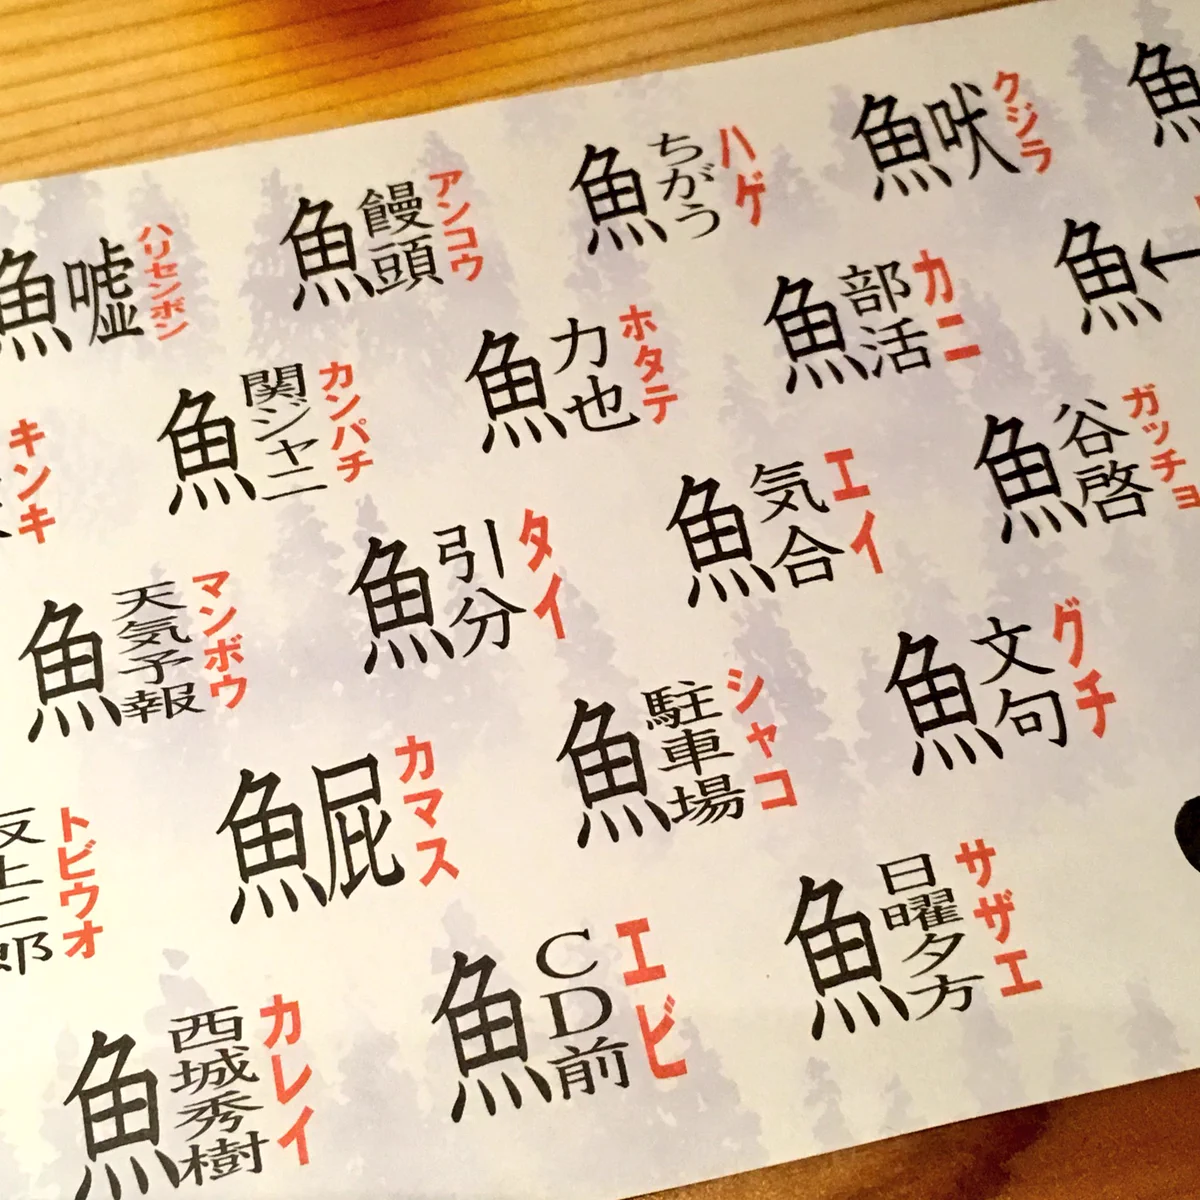 魚嘘 ハリセンボン
魚饅頭 アンコウ
魚ちがう ハゲ
魚吠 クジラ
魚
キンキ
魚関ジャニ カンパチ
魚力也 ホタテ
魚部活 カニ
魚←
魚天気予報 マンボウ
魚引分 タイ
魚気合 エイ
魚谷啓 ガッチョ
トビウオ
魚屁 カマス
魚駐車場 シャコ
魚文句 グチ
魚西城秀樹 カレイ
魚CD前 エビ
魚日曜夕方 サザエ